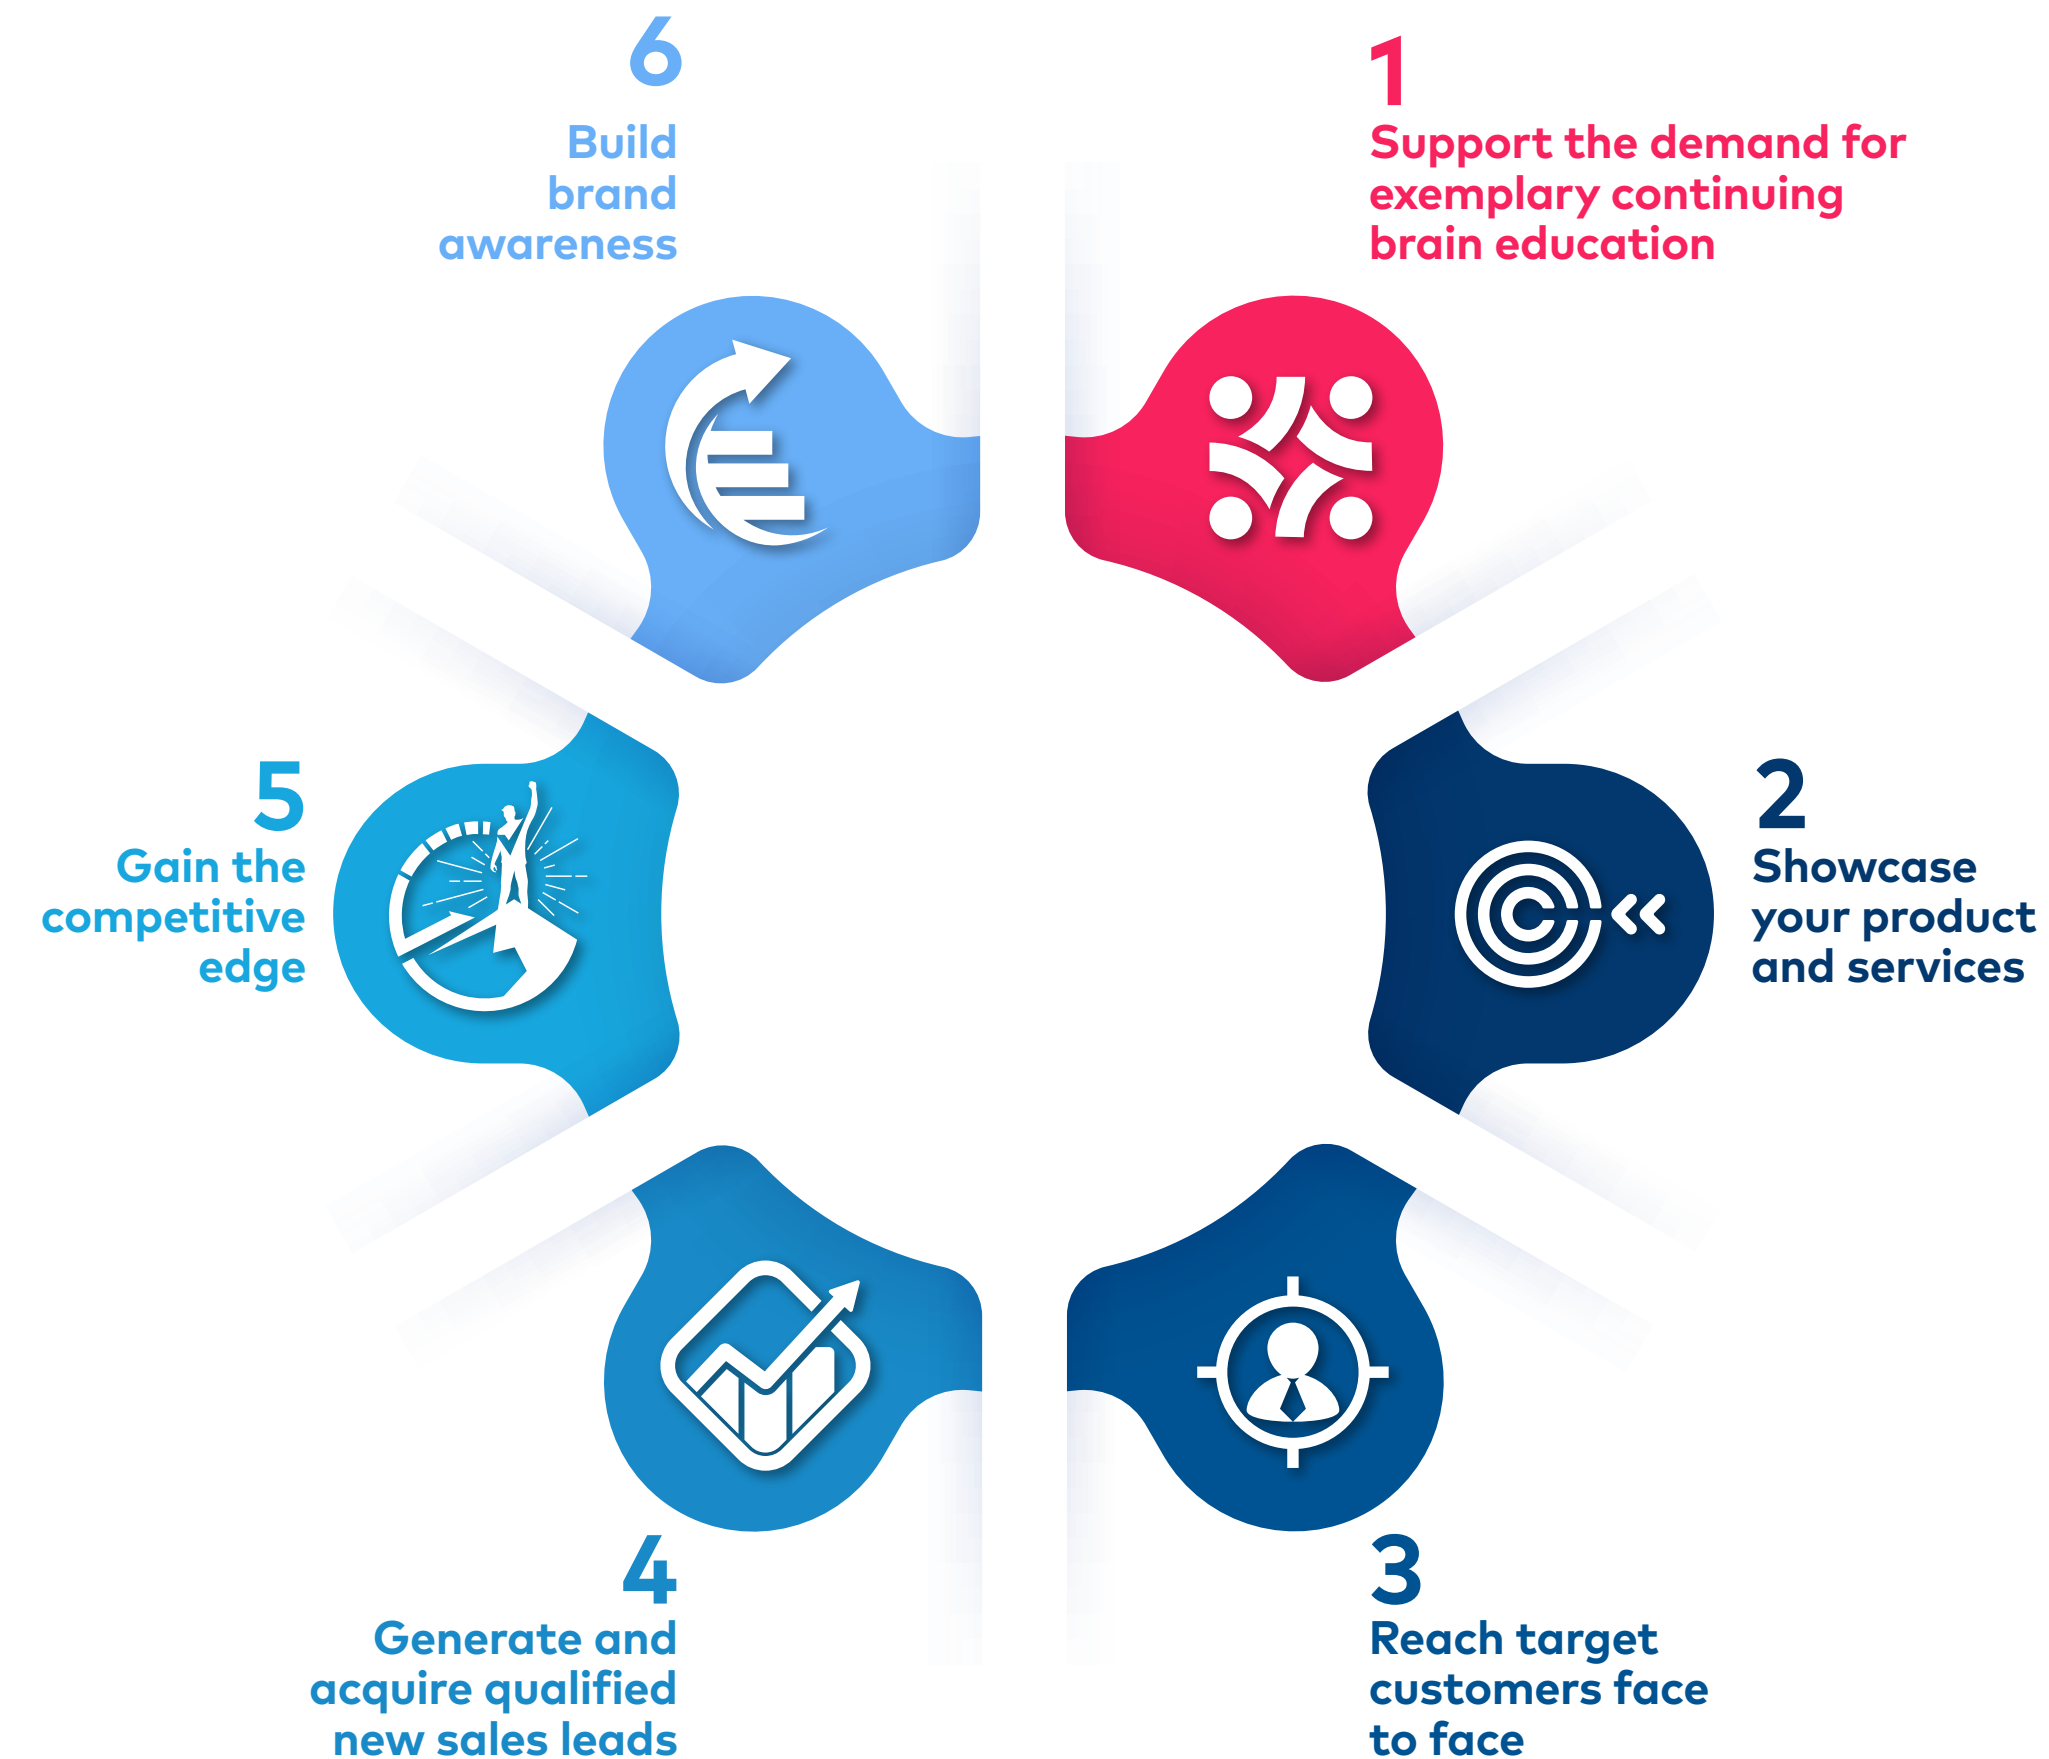 1
Support the demand for
exemplary continuing
brain education
2
Showcase
your product
and services
3
Reach target
customers face
to face
4
Generate and
acquire qualified
new sales leads
5
Gain the
competitive
edge
6
Build
brand
awareness